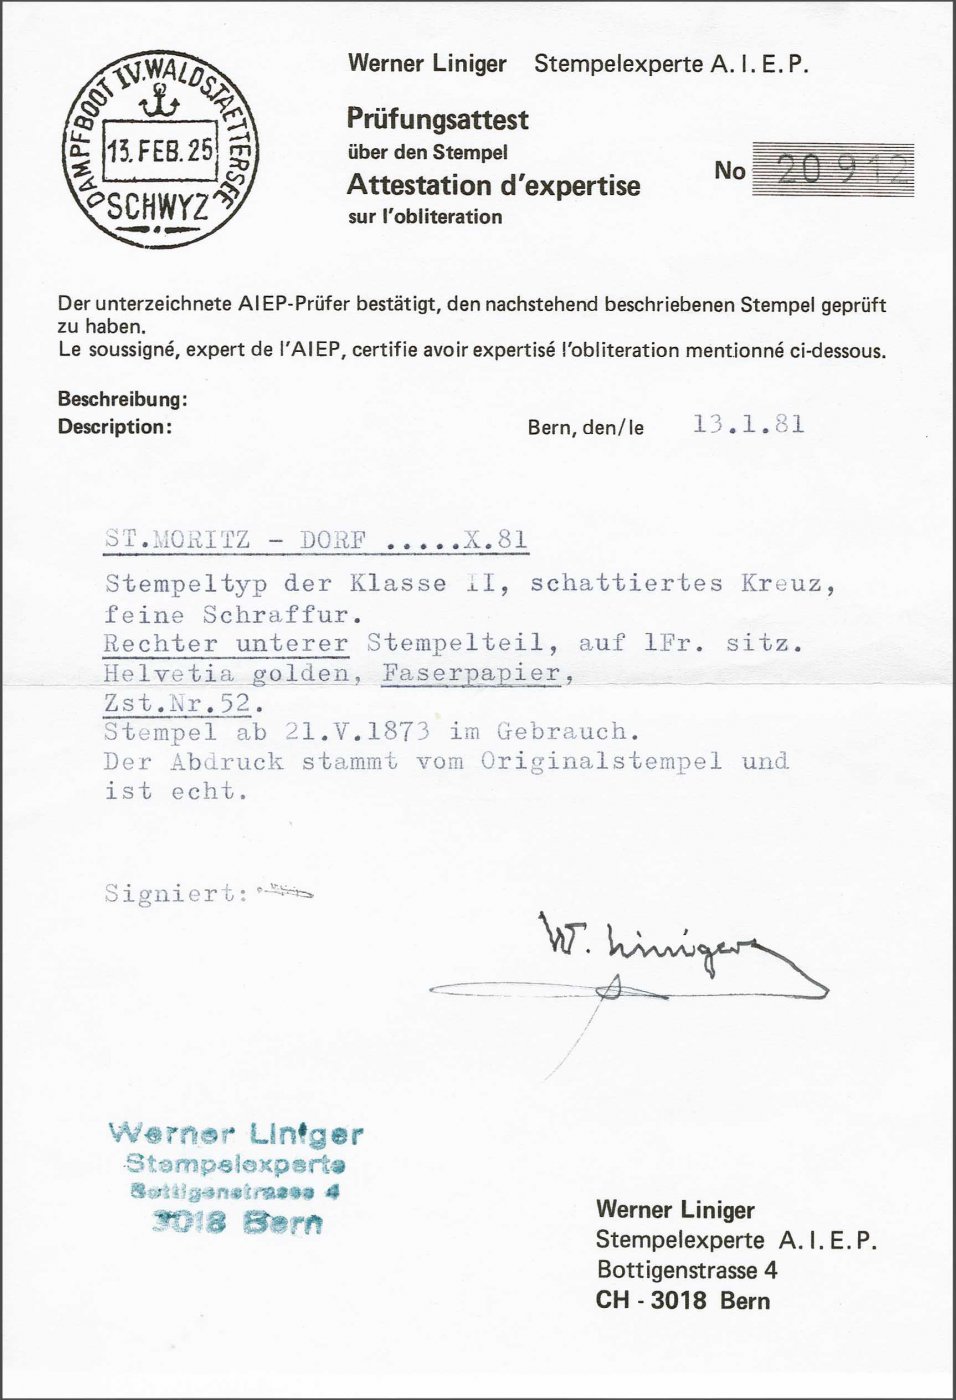 DAMPFBOOT IV. WALDSTAETTERSEE
13. FEB. 25
SCHWYZ
Werner Liniger Stempelexperte A. I. E. P.
Prüfungsattest
über den Stempel
Attestation d'expertise
sur l'obliteration
No 20912
Der unterzeichnete AIEP-Prüfer bestätigt, den nachstehend beschriebenen Stempel geprüft
zu haben.
Le soussigné, expert de l'AIEP, certifie avoir expertisé l'obliteration mentionné ci-dessous.
Beschreibung:
Description:
Bern, den/le 13.1.81
ST.MORITZ - DORF .....X.81
Stempeltyp der Klasse II, schattiertes Kreuz,
feine Schraffur.
Rechter unterer Stempelteil, auf 1Fr. sitz.
Helvetia golden, Faserpapier,
Zst.Nr.52.
Stempel ab 21.V.1873 im Gebrauch.
Der Abdruck stammt vom Originalstempel und
ist echt.
Signiert:
W. Liniger
Werner Liniger
Stempelexperte
Bottigenstrasse 4
3018 Bern
Werner Liniger
Stempelexperte A. I. E. P.
Bottigenstrasse 4
CH - 3018 Bern